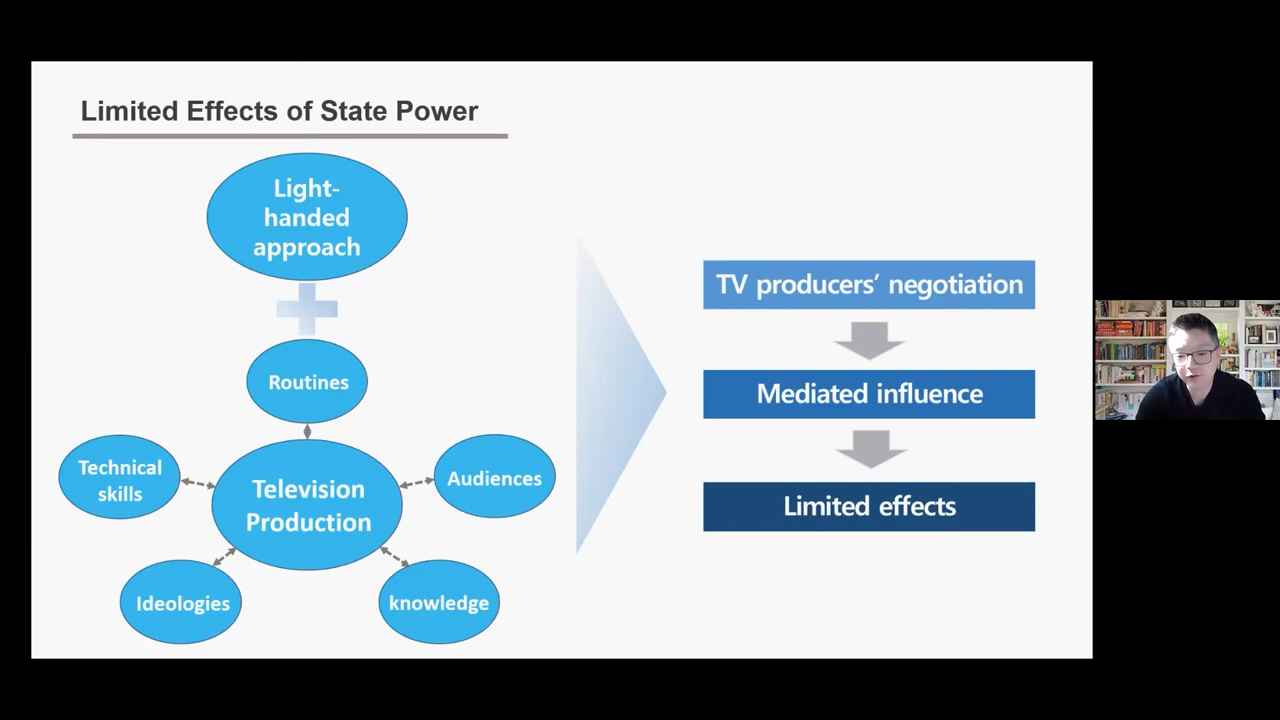 Limited Effects of State Power
Light-
handed
approach
Routines
Technical
skills
Television
Production
Audiences
Ideologies
knowledge
TV producers’ negotiation
Mediated influence
Limited effects